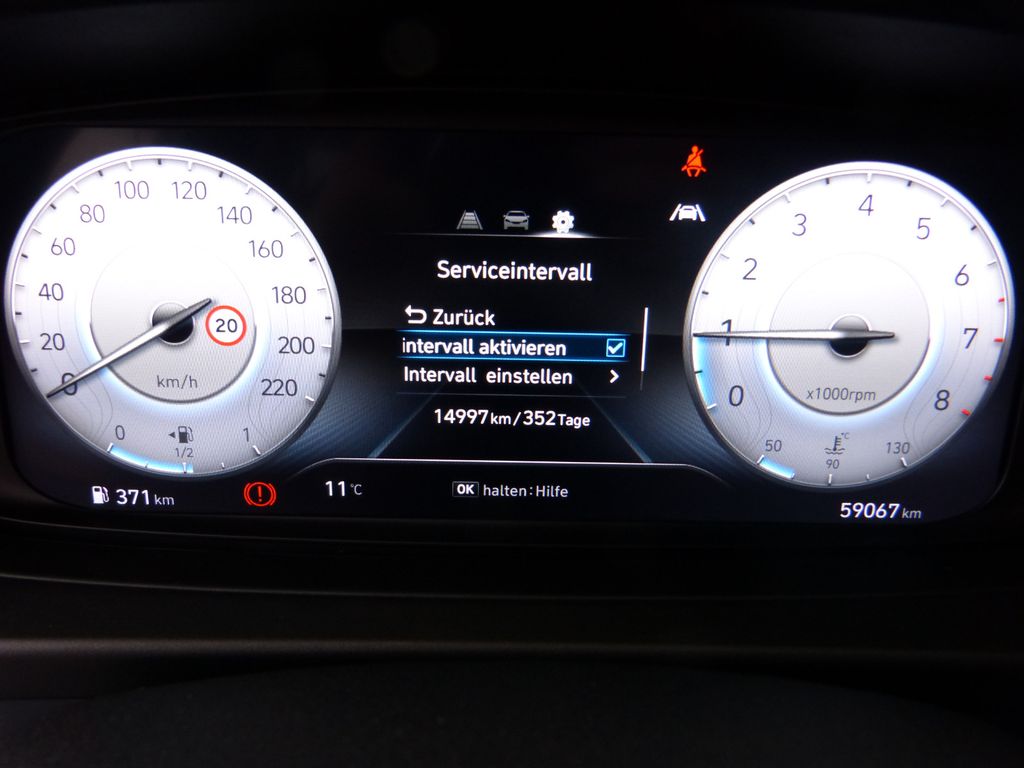 0
20
40
60
80
100
120
140
160
180
200
220
20
km/h
0
1/2
1
371 km
11 °C
Serviceintervall
Zurück
intervall aktivieren
Intervall einstellen
14997 km/352Tage
OK halten:Hilfe
0
1
2
3
4
5
6
7
8
x1000rpm
50
°C
90
130
59067 km